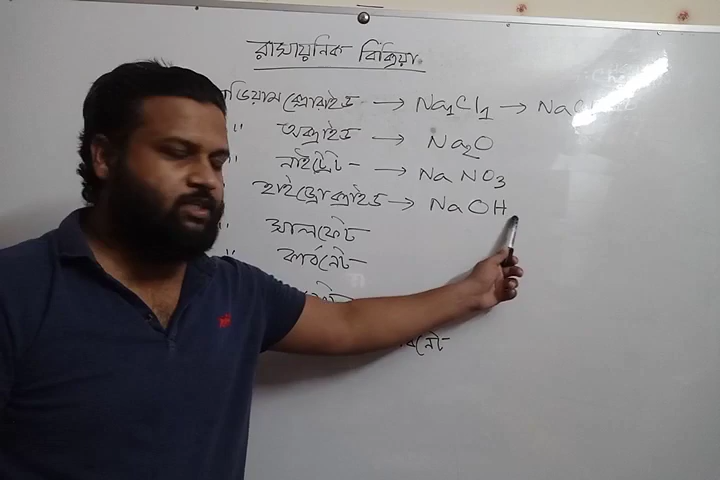 রাসায়নিক বিক্রিয়া
ডিয়াম ক্লোরাইড → Na₁Cl₁ → NaCl
" অক্সাইড → Na₂O
নাইট্রেট → NaNO₃
হাইড্রোক্সাইড → NaOH
" সালফেট
" কার্বনেট